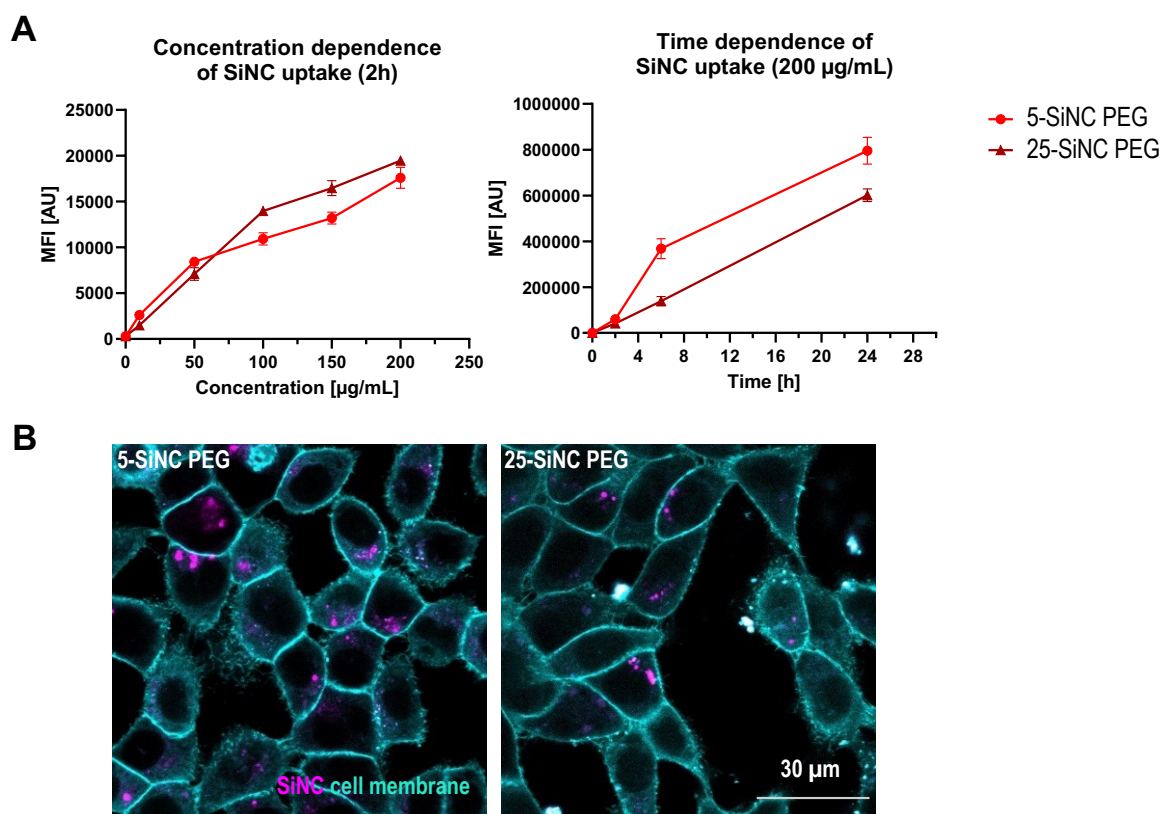 A
Concentration dependence
of SiNC uptake (2h)
25000
20000
15000
10000
5000
0
MFI [AU]
0
50
100
150
200
250
Concentration [µg/mL]
Time dependence of
SiNC uptake (200 µg/mL)
1000000
800000
600000
400000
200000
0
MFI [AU]
0
4
8
12
16
20
24
28
Time [h]
5-SiNC PEG
25-SiNC PEG
B
5-SiNC PEG
SiNC cell membrane
25-SiNC PEG
30 µm